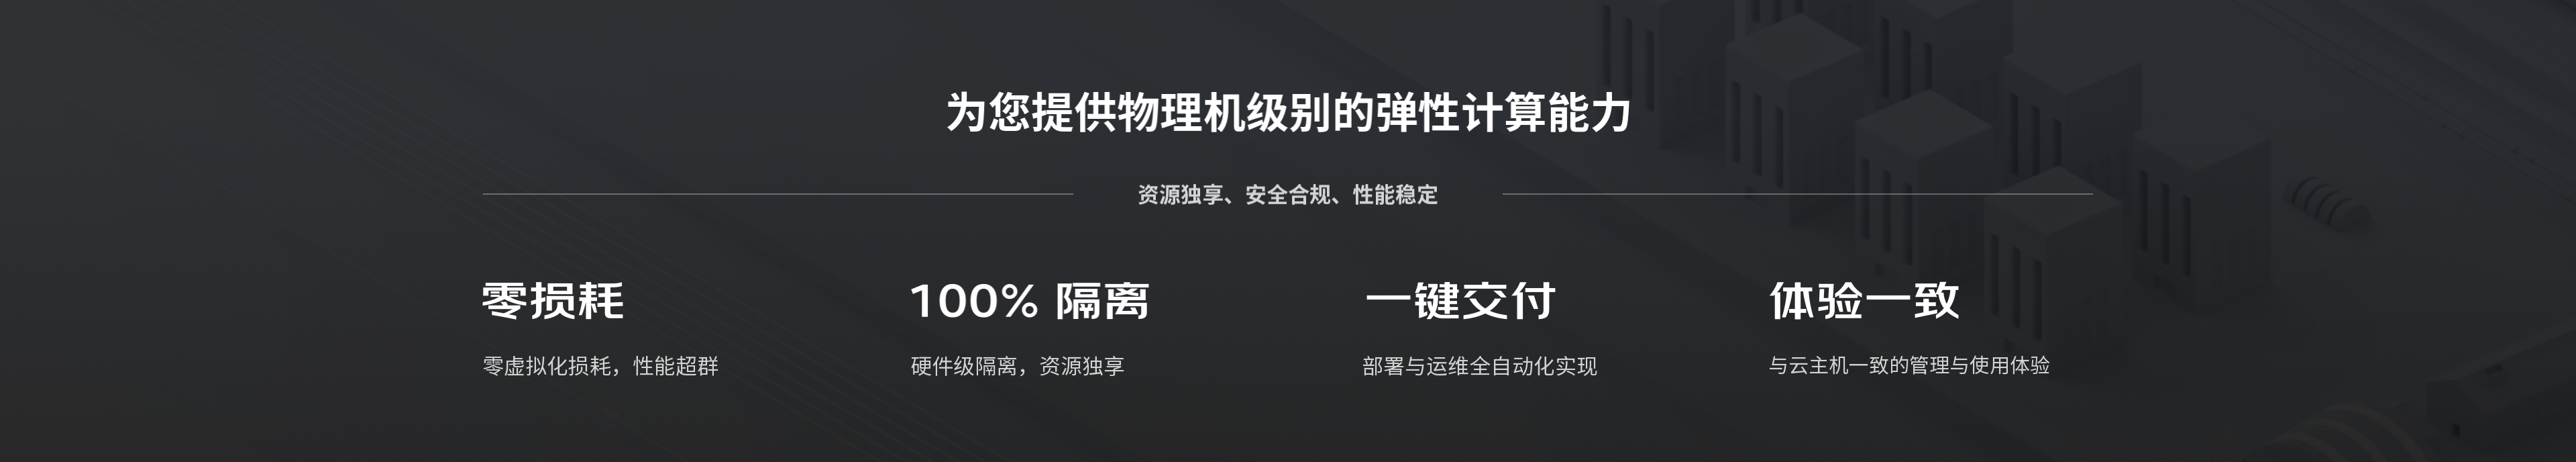 为您提供物理机级别的弹性计算能力
资源独享、安全合规、性能稳定
零损耗
零虚拟化损耗，性能超群
100% 隔离
硬件级隔离，资源独享
一键交付
部署与运维全自动化实现
体验一致
与云主机一致的管理与使用体验